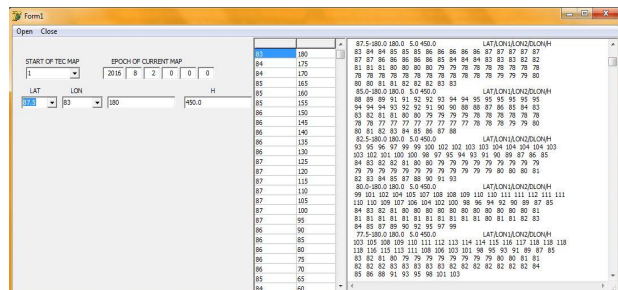 Form1
Open Close
START OF TEC MAP
EPOCH OF CURRENT MAP
1
2016 8 2 0 0 0
LAT LON H
87.5 83 180 450.0
83 180
84 175
84 170
85 165
85 160
85 155
86 150
86 145
86 140
86 135
86 130
87 125
87 120
87 115
87 110
87 105
87 100
87 95
86 90
86 85
86 80
86 75
86 70
85 65
84 60
87.5-180.0 180.0 5.0 450.0 LAT/LON1/LON2/DLON/H
83 84 84 85 85 85 86 86 86 86 86 87 87 87 87 87
87 87 86 86 86 86 86 85 84 84 84 83 83 83 82 82
81 81 81 80 80 80 80 79 79 79 78 78 78 78 78 78
78 78 78 78 78 78 78 78 78 78 78 79 79 79 80
80 80 81 81 82 82 82 83 83
85.0-180.0 180.0 5.0 450.0 LAT/LON1/LON2/DLON/H
88 89 89 91 91 92 92 93 94 94 95 95 95 95 95 95
94 94 94 93 92 92 91 90 90 88 88 87 86 85 84 83
83 82 81 81 80 80 80 79 79 79 79 78 78 78 78 78
78 78 77 77 77 77 77 77 77 78 78 78 79 79 80
80 81 82 83 84 85 86 87 88
82.5-180.0 180.0 5.0 450.0 LAT/LON1/LON2/DLON/H
93 95 96 97 99 99 100 102 102 103 103 104 104 104 104 103
103 102 101 100 100 98 97 95 94 93 91 90 89 87 86 85
84 83 82 82 81 80 80 79 79 79 79 79 79 79 79 79
79 79 79 79 79 79 79 79 79 79 79 80 80 80 81
82 83 84 85 87 88 90 91 93
80.0-180.0 180.0 5.0 450.0 LAT/LON1/LON2/DLON/H
99 101 102 104 105 107 108 108 109 110 110 111 111 112 111 111
110 110 109 107 106 104 102 100 98 96 94 92 90 89 87 85
84 83 82 81 80 80 80 80 80 80 80 80 80 80 80 81
81 81 81 81 81 81 81 81 81 81 80 81 81 82 83
84 85 87 89 90 92 95 97 99
77.5-180.0 180.0 5.0 450.0 LAT/LON1/LON2/DLON/H
103 105 108 109 110 111 112 113 114 114 115 116 117 118 118 118
118 116 115 113 111 108 106 103 101 98 95 93 91 89 87 85
83 82 81 80 79 79 79 79 79 79 79 80 80 81 81
82 82 82 83 83 83 83 83 82 82 82 82 82 82 82 84
85 86 88 91 93 95 98 101 103